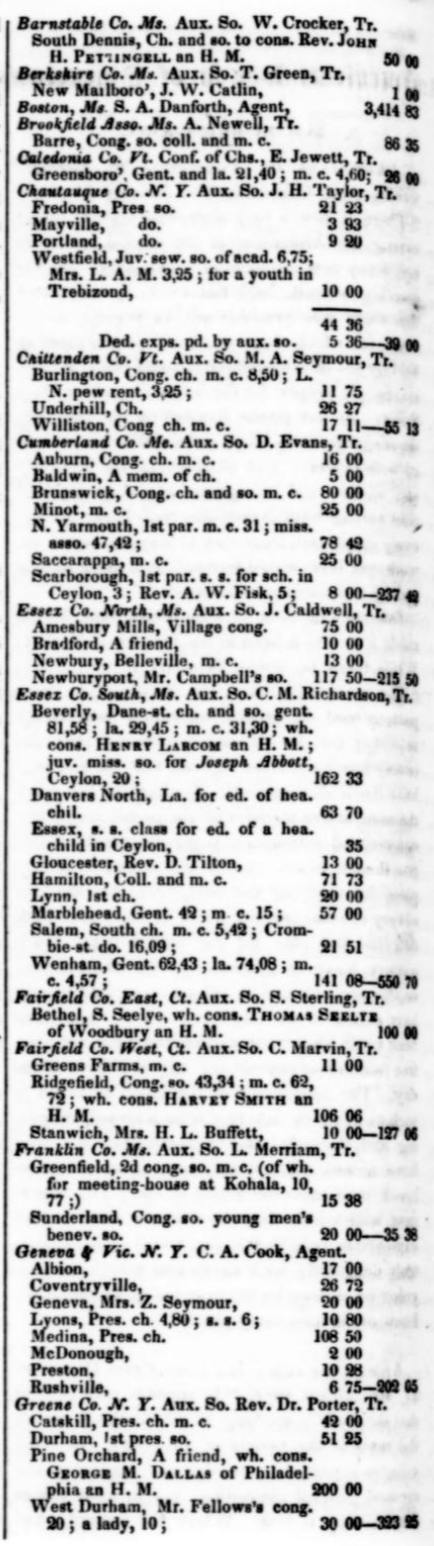 Barnstable Co. Ms. Aux. So. W. Crocker, Tr.
South Dennis, Ch. and so. to cons. Rev. JOHN
H. PETTINGELL an H. M. 50 00
Berkshire Co. Ms. Aux. So. T. Green, Tr.
New Marlboro', J. W. Catlin, 1 00
Boston, Ms. S. A. Danforth, Agent, 3,414 83
Brookfield Asso. Ms. A. Newell, Tr.
Barre, Cong. so. coll. and m. c. 86 35
Caledonia Co. Vt. Conf. of Chs., E. Jewett, Tr.
Greensboro'. Gent. and la. 21,40; m. c. 4,60; 26 00
Chautauque Co. N. Y. Aux. So. J. H. Taylor, Tr.
Fredonia, Pres. so. 21 23
Mayville, do. 3 93
Portland, do. 9 20
Westfield, Juv. sew. so. of acad. 6,75;
Mrs. L. A. M. 3,25; for a youth in
Trebizond, 10 00
44 36
Ded. exps. pd. by aux. so. 5 36—39 00
Chittenden Co. Vt. Aux. So. M. A. Seymour, Tr.
Burlington, Cong. ch. m. c. 8,50; L.
N. pew rent, 3,25; 11 75
Underhill, Ch. 26 27
Williston, Cong ch. m. c. 17 11—55 13
Cumberland Co. Me. Aux. So. D. Evans, Tr.
Auburn, Cong. ch. m. c. 16 00
Baldwin, A mem. of ch. 5 00
Brunswick, Cong. ch. and so. m. c. 80 00
Minot, m. c. 25 00
N. Yarmouth, 1st par. m. c. 31; miss.
asso. 47,42; 78 42
Saccarappa, m. c. 25 00
Scarborough, 1st par. s. s. for sch. in
Ceylon, 3; Rev. A. W. Fisk, 5; 8 00—237 42
Essex Co. North, Ms. Aux. So. J. Caldwell, Tr.
Amesbury Mills, Village cong. 75 00
Bradford, A friend, 10 00
Newbury, Belleville, m. c. 13 00
Newburyport, Mr. Campbell's so. 117 50—215 50
Essex Co. South, Ms. Aux. So. C. M. Richardson, Tr.
Beverly, Dane-st. ch. and so. gent.
81,58; la. 29,45; m. c. 31,30; wh.
cons. HENRY LARCOM an H. M.;
juv. miss. so. for Joseph Abbott,
Ceylon, 20; 162 33
Danvers North, La. for ed. of hea.
chil. 63 70
Essex, s. s. class for ed. of a hea.
child in Ceylon, 35
Gloucester, Rev. D. Tilton, 13 00
Hamilton, Coll. and m. c. 71 73
Lynn, 1st ch. 20 00
Marblehead, Gent. 42; m. c. 15; 57 00
Salem, South ch. m. c. 5,42; Crom-
bie-st. do. 16,09; 21 51
Wenham, Gent. 62,43; la. 74,08; m.
c. 4,57; 141 08—550 70
Fairfield Co. East, Ct. Aux. So. S. Sterling, Tr.
Bethel, S. Seelye, wh. cons. THOMAS SEELYE
of Woodbury an H. M. 100 00
Fairfield Co. West, Ct. Aux. So. C. Marvin, Tr.
Greens Farms, m. c. 11 00
Ridgefield, Cong. so. 43,34; m. c. 62,
72; wh. cons. HARVEY SMITH an
H. M. 106 06
Stanwich, Mrs. H. L. Buffett, 10 00—127 06
Franklin Co. Ms. Aux. So. L. Merriam, Tr.
Greenfield, 2d cong. so. m. c. (of wh.
for meeting-house at Kohala, 10,
77;) 15 38
Sunderland, Cong. so. young men's
benev. so. 20 00—35 38
Geneva & Vic. N. Y. C. A. Cook, Agent.
Albion, 17 00
Coventryville, 26 72
Geneva, Mrs. Z. Seymour, 20 00
Lyons, Pres. ch. 4,80; s. s. 6; 10 80
Medina, Pres. ch. 108 50
McDonough, 2 00
Preston, 10 28
Rushville, 6 75—202 05
Greene Co. N. Y. Aux. So. Rev. Dr. Porter, Tr.
Catskill, Pres. ch. m. c. 42 00
Durham, 1st pres. so. 51 25
Pine Orchard, A friend, wh. cons.
GEORGE M. DALLAS of Philadel-
phia an H. M. 200 00
West Durham, Mr. Fellows's cong.
20; a lady, 10; 30 00—323 25